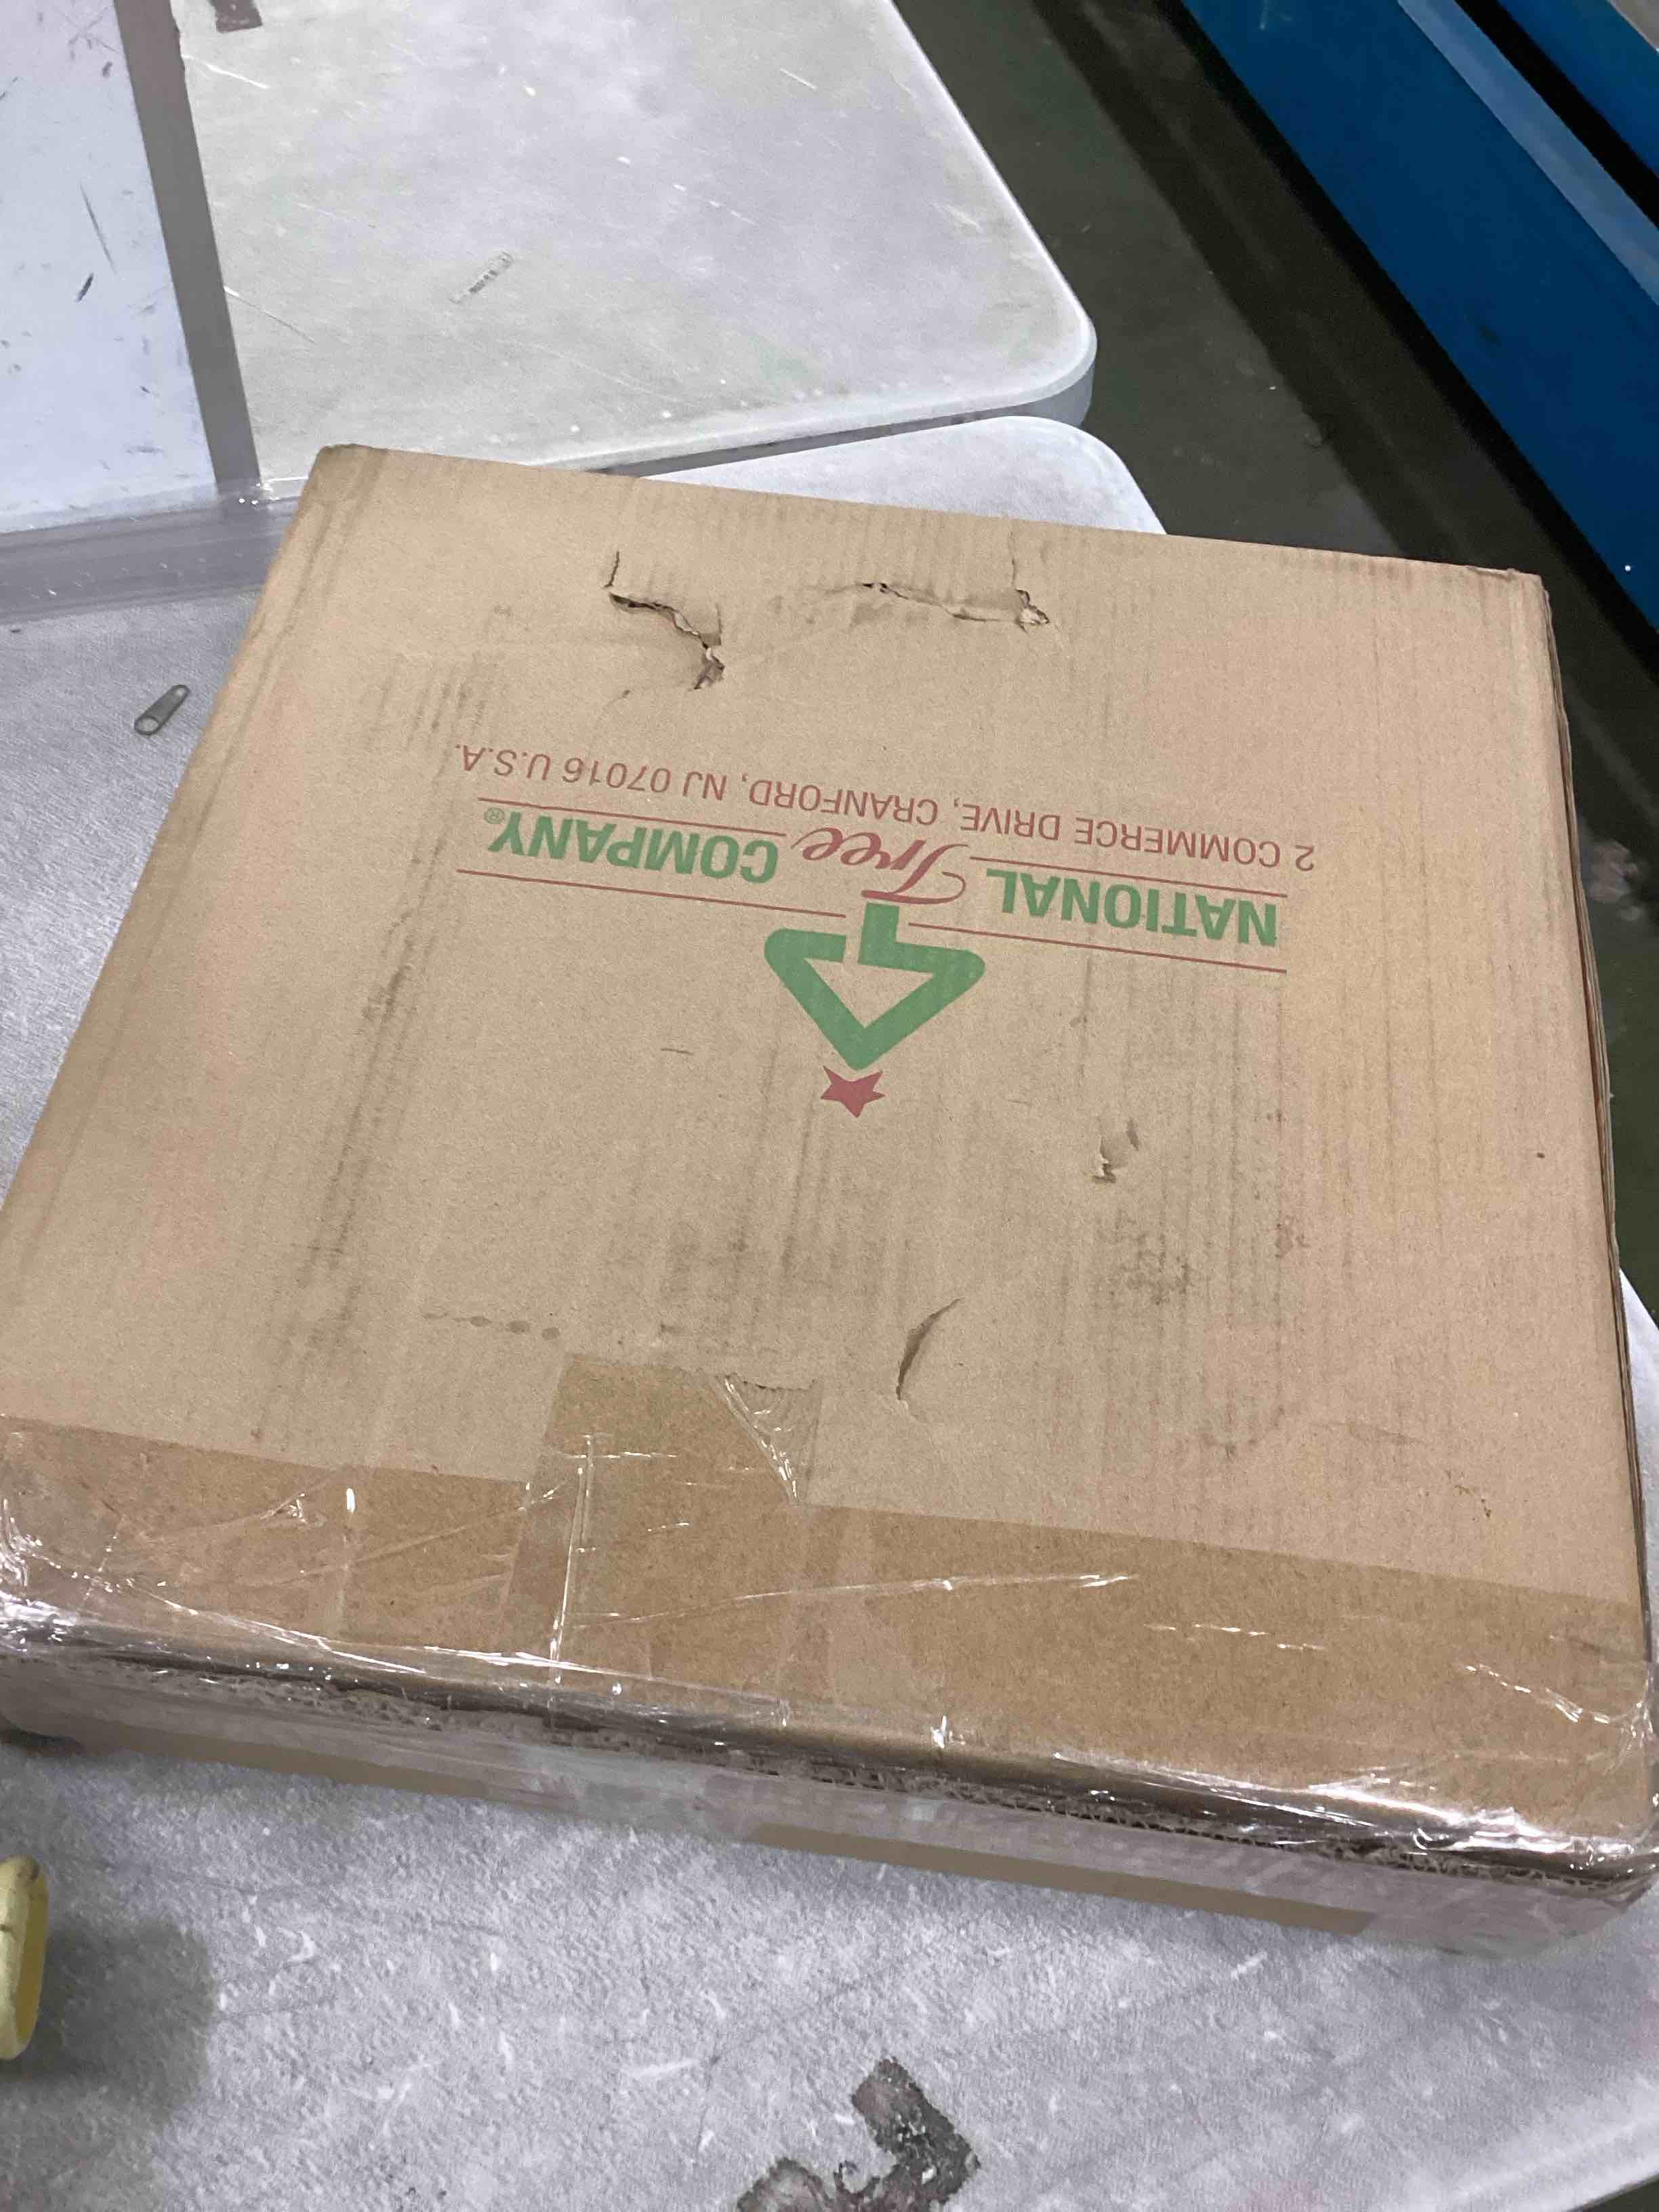 NATIONAL Tree COMPANY®
2 COMMERCE DRIVE, CRANFORD, NJ 07016 U.S.A.